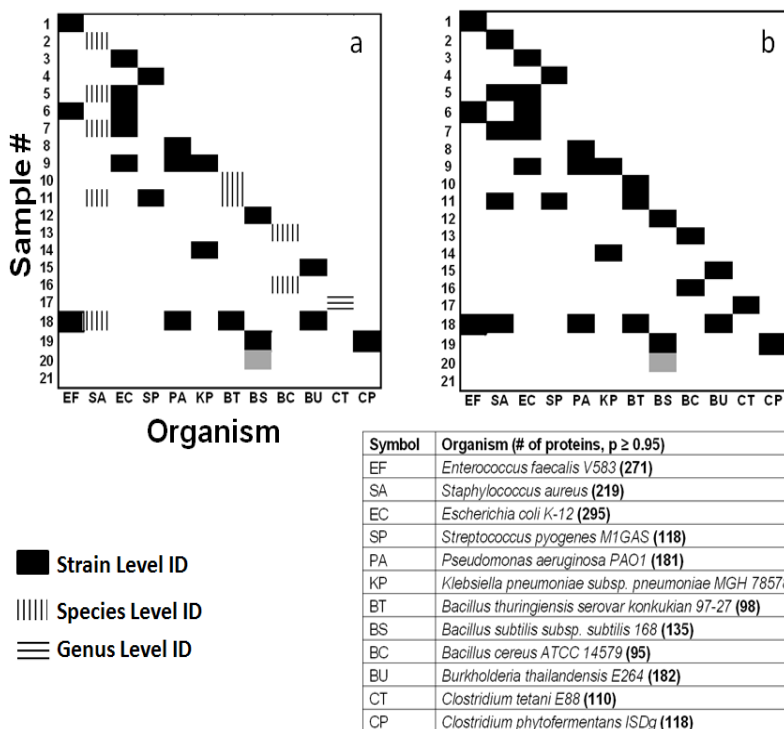 a
b
Sample #
1
2
3
4
5
6
7
8
9
10
11
12
13
14
15
16
17
18
19
20
21
EF SA EC SP PA KP BT BS BC BU CT CP
Organism
1
2
3
4
5
6
7
8
9
10
11
12
13
14
15
16
17
18
19
20
21
EF SA EC SP PA KP BT BS BC BU CT CP
Strain Level ID
Species Level ID
Genus Level ID
Symbol Organism (# of proteins, p ≥ 0.95)
EF Enterococcus faecalis V583 (271)
SA Staphylococcus aureus (219)
EC Escherichia coli K-12 (295)
SP Streptococcus pyogenes M1GAS (118)
PA Pseudomonas aeruginosa PAO1 (181)
KP Klebsiella pneumoniae subsp. pneumoniae MGH 78578
BT Bacillus thuringiensis serovar konkukian 97-27 (98)
BS Bacillus subtilis subsp. subtilis 168 (135)
BC Bacillus cereus ATCC 14579 (95)
BU Burkholderia thailandensis E264 (182)
CT Clostridium tetani E88 (110)
CP Clostridium phytofermentans ISDg (118)